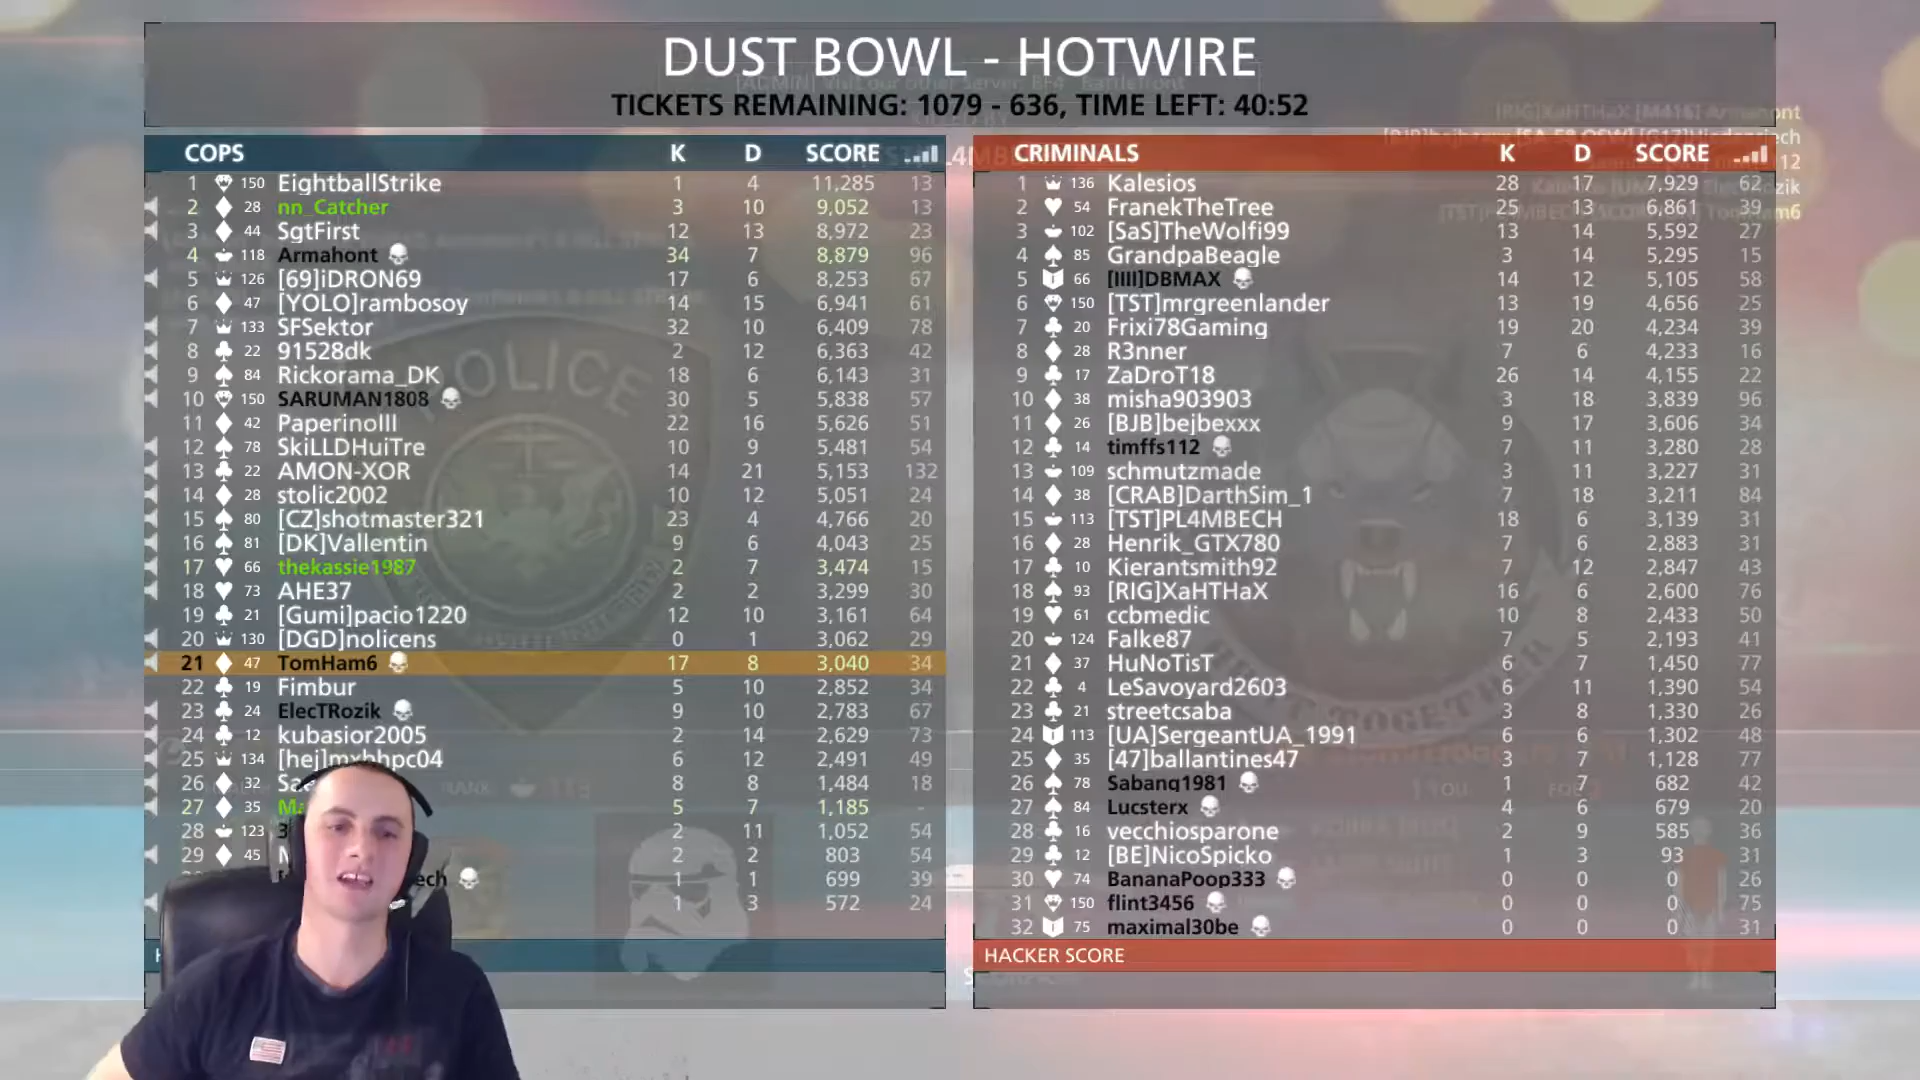 DUST BOWL - HOTWIRE
TICKETS REMAINING: 1079 - 636, TIME LEFT: 40:52
COPS K D SCORE
1 150 EightballStrike 1 4 11,285 13
2 28 nn_Catcher 3 10 9,052 13
3 44 SgtFirst 12 13 8,972 23
4 118 Armahont 34 7 8,879 96
5 126 [69]iDRON69 17 6 8,253 67
6 47 [YOLO]rambosoy 14 15 6,941 61
7 133 SFSektor 32 10 6,409 78
8 22 91528dk 2 12 6,363 42
9 84 Rickorama_DK 18 6 6,143 31
10 150 SARUMAN1808 30 5 5,838 57
11 42 PaperinoIII 22 16 5,626 51
12 78 SkiLLDHuiTre 10 9 5,481 54
13 22 AMON-XOR 14 21 5,153 132
14 28 stolic2002 10 12 5,051 24
15 80 [CZ]shotmaster321 23 4 4,766 20
16 81 [DK]Vallentin 9 6 4,043 25
17 66 thekassie1987 2 7 3,474 15
18 73 AHE37 2 2 3,299 30
19 21 [Gumi]pacio1220 12 10 3,161 64
20 130 [DGD]nolicens 0 1 3,062 29
21 47 TomHam6 17 8 3,040 34
22 19 Fimbur 5 10 2,852 34
23 24 ElecTRozik 9 10 2,783 67
24 12 kubasior2005 2 14 2,629 73
25 134 [hej]mxhhpc04 6 12 2,491 49
26 32 8 8 1,484 18
27 35 5 7 1,185 -
28 123 2 11 1,052 54
29 45 2 2 803 54
ech 1 1 699 39
1 3 572 24
CRIMINALS K D SCORE
1 136 Kalesios 28 17 7,929 62
2 54 FranekTheTree 25 13 6,861 39
3 102 [SaS]TheWolfi99 13 14 5,592 27
4 85 GrandpaBeagle 3 14 5,295 15
5 66 [IIII]DBMAX 14 12 5,105 58
6 150 [TST]mrgreenlander 13 19 4,656 25
7 20 Frixi78Gaming 19 20 4,234 39
8 28 R3nner 7 6 4,233 16
9 17 ZaDroT18 26 14 4,155 22
10 38 misha903903 3 18 3,839 96
11 26 [BJB]bejbexxx 9 17 3,606 34
12 14 timffs112 7 11 3,280 28
13 109 schmutzmade 3 11 3,227 31
14 38 [CRAB]DarthSim_1 7 18 3,211 84
15 113 [TST]PL4MBECH 18 6 3,139 31
16 28 Henrik_GTX780 7 6 2,883 31
17 10 Kierantsmith92 7 12 2,847 43
18 93 [RIG]XaHTHaX 16 6 2,600 76
19 61 ccbmedic 10 8 2,433 50
20 124 Falke87 7 5 2,193 41
21 37 HuNoTisT 6 7 1,450 77
22 4 LeSavoyard2603 6 11 1,390 54
23 21 streetcsaba 3 8 1,330 26
24 113 [UA]SergeantUA_1991 6 6 1,302 48
25 35 [47]ballantines47 3 7 1,128 77
26 78 Sabanq1981 1 7 682 42
27 84 Lucsterx 4 6 679 20
28 16 vecchiosparone 2 9 585 36
29 12 [BE]NicoSpicko 1 3 93 31
30 74 BananaPoop333 0 0 0 26
31 150 flint3456 0 0 0 75
32 75 maximal30be 0 0 0 31
HACKER SCORE
[RIG]XaHTHaX [M416] Armahont
POLICE